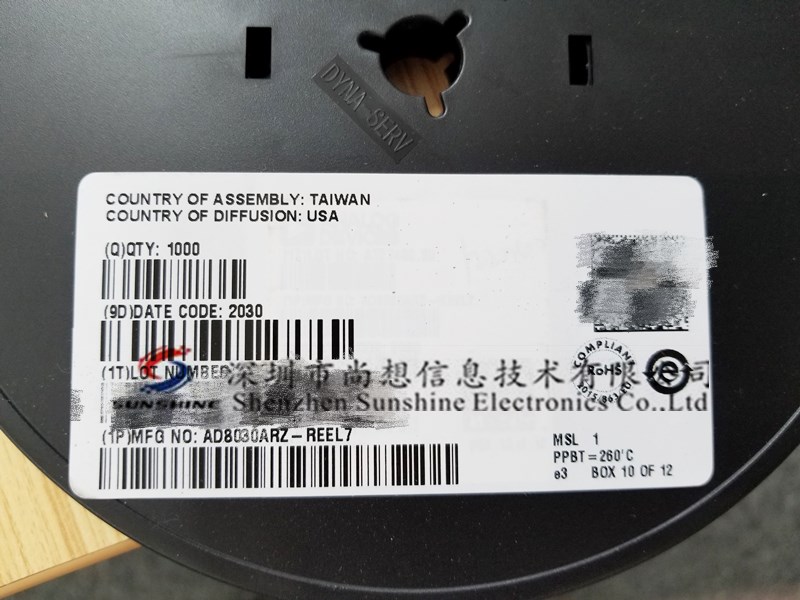 DYNA SERV
COUNTRY OF ASSEMBLY: TAIWAN
COUNTRY OF DIFFUSION: USA
(Q)QTY: 1000
(9D)DATE CODE: 2030
(1T)LOT NUMBER
深圳市尚想信息技术有限公司
SUNSHINE
Shenzhen Sunshine Electronics Co.,Ltd
COMPLIANT
RoHS
(1P)MFG NO: AD8030ARZ-REEL7
MSL 1
PPBT=260°C
e3 BOX 10 OF 12